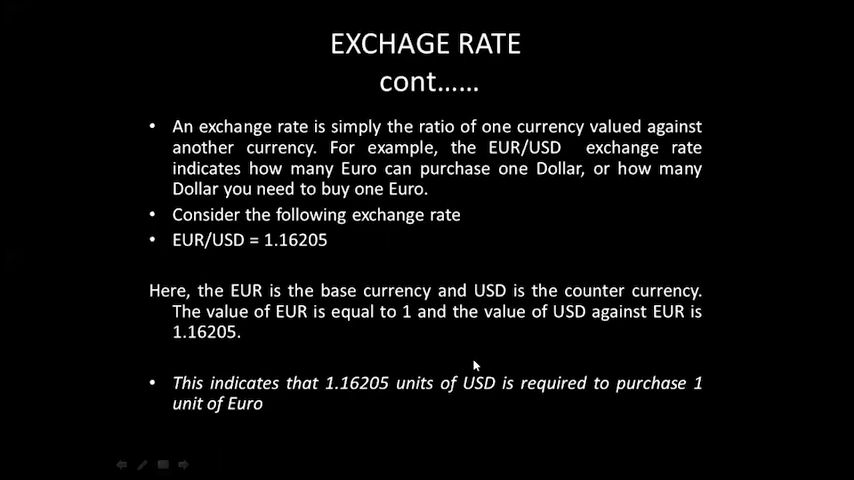 EXCHAGE RATE
cont……
• An exchange rate is simply the ratio of one currency valued against
another currency. For example, the EUR/USD exchange rate
indicates how many Euro can purchase one Dollar, or how many
Dollar you need to buy one Euro.
• Consider the following exchange rate
• EUR/USD = 1.16205
Here, the EUR is the base currency and USD is the counter currency.
The value of EUR is equal to 1 and the value of USD against EUR is
1.16205.
• This indicates that 1.16205 units of USD is required to purchase 1
unit of Euro